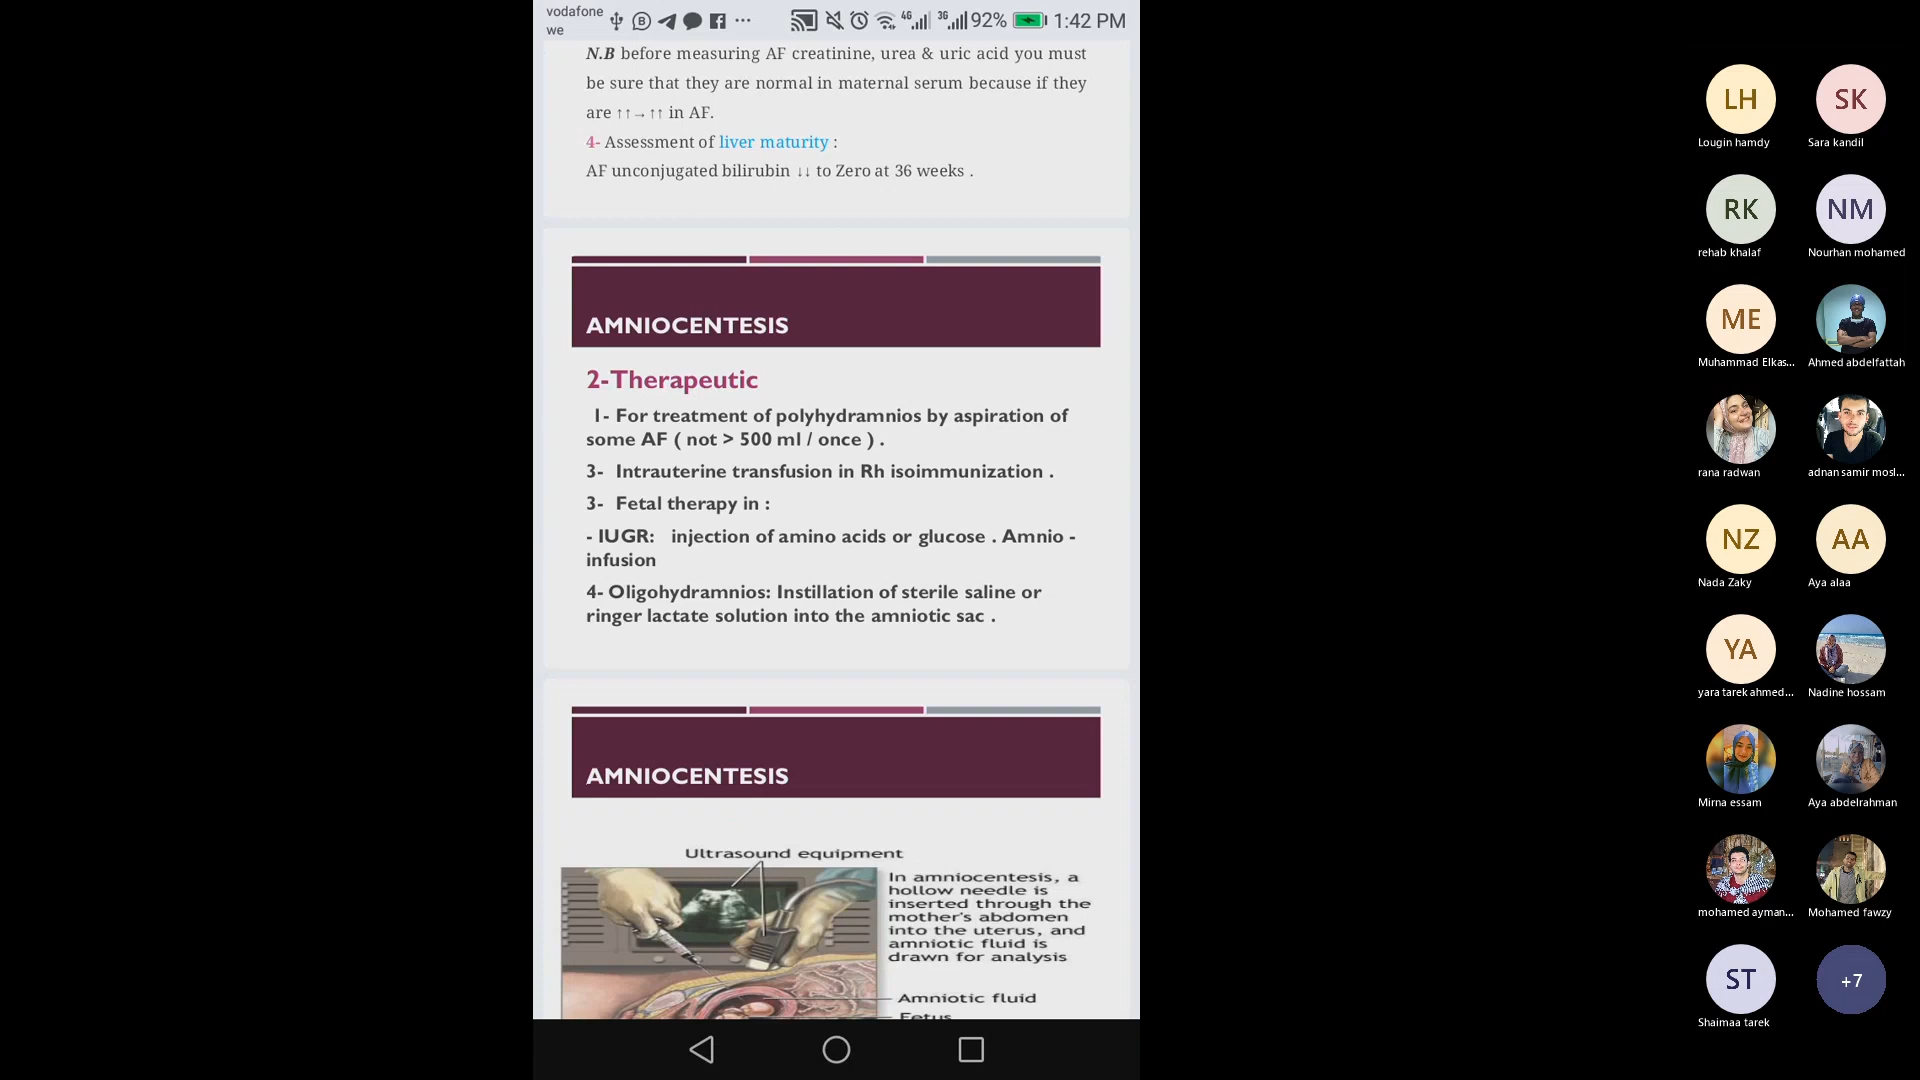 vodafone
we
4G 3G 92% 1:42 PM
N.B before measuring AF creatinine, urea & uric acid you must
be sure that they are normal in maternal serum because if they
are ↑↑→↑↑ in AF.
4- Assessment of liver maturity :
AF unconjugated bilirubin ↓↓ to Zero at 36 weeks .
AMNIOCENTESIS
2-Therapeutic
1- For treatment of polyhydramnios by aspiration of
some AF ( not > 500 ml / once ) .
3- Intrauterine transfusion in Rh isoimmunization .
3- Fetal therapy in :
- IUGR: injection of amino acids or glucose . Amnio -
infusion
4- Oligohydramnios: Instillation of sterile saline or
ringer lactate solution into the amniotic sac .
AMNIOCENTESIS
Ultrasound equipment
In amniocentesis, a
hollow needle is
inserted through the
mother's abdomen
into the uterus, and
amniotic fluid is
drawn for analysis
Amniotic fluid
Fetus
LH SK
Lougin hamdy Sara kandil
RK NM
rehab khalaf Nourhan mohamed
ME
Muhammad Elkas... Ahmed abdelfattah
rana radwan adnan samir mosl...
NZ AA
Nada Zaky Aya alaa
YA
yara tarek ahmed... Nadine hossam
Mirna essam Aya abdelrahman
mohamed ayman... Mohamed fawzy
ST +7
Shaimaa tarek